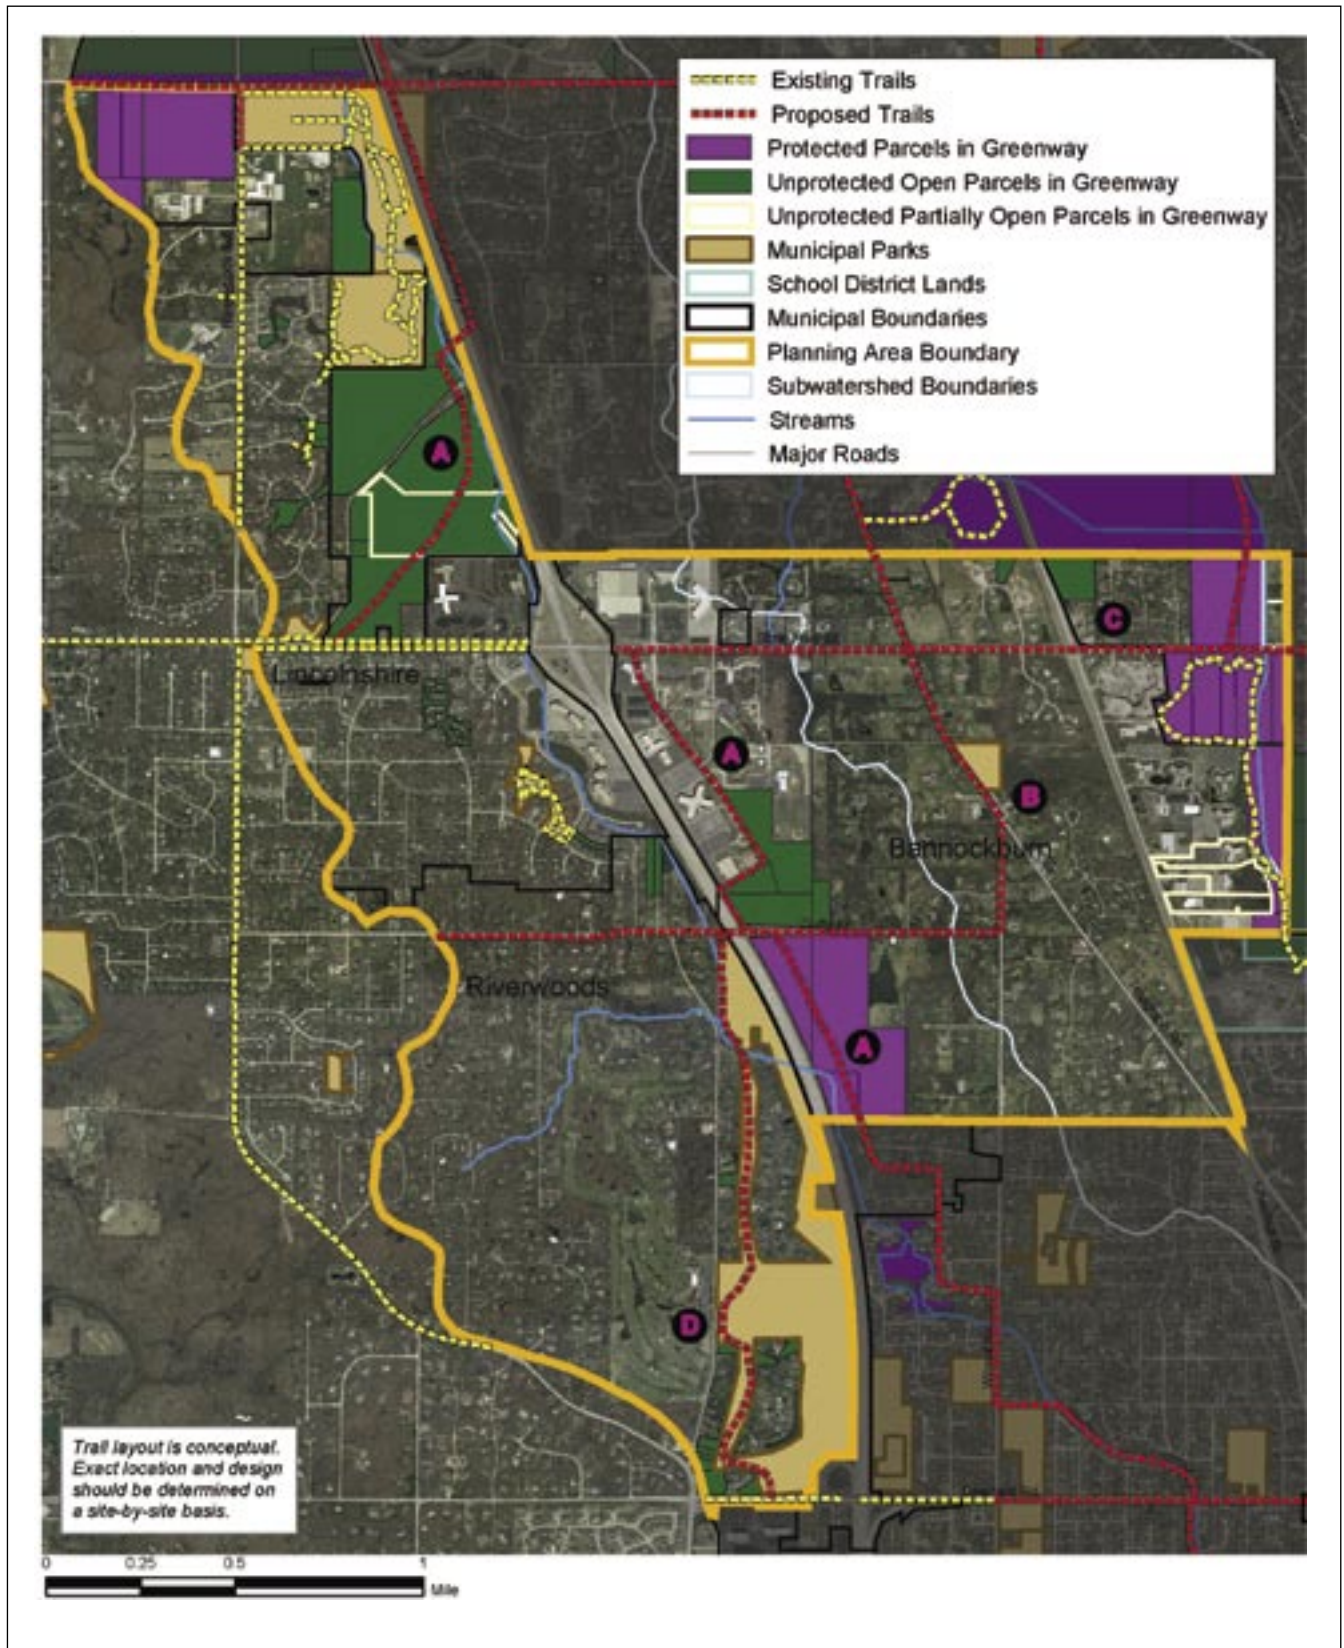 Existing Trails
Proposed Trails
Protected Parcels in Greenway
Unprotected Open Parcels in Greenway
Unprotected Partially Open Parcels in Greenway
Municipal Parks
School District Lands
Municipal Boundaries
Planning Area Boundary
Subwatershed Boundaries
Streams
Major Roads
A
C
Lincolnshire
A
B
Bannockburn
Riverwoods
A
D
Trail layout is conceptual.
Exact location and design
should be determined on
a site-by-site basis.
0 0.25 0.5 1
Mile